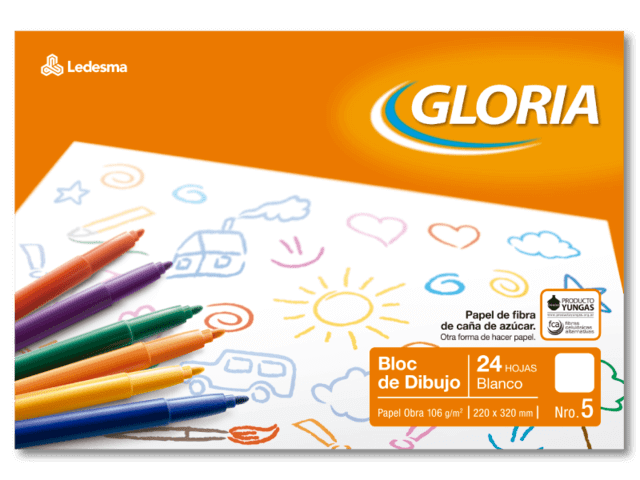 Ledesma
GLORIA
Papel de fibra
de caña de azúcar.
Otra forma de hacer papel.
PRODUCTO
YUNGAS
fca
Bloc
de Dibujo
24 HOJAS
Blanco
Papel Obra 106 g/m²
220 x 320 mm
Nro. 5